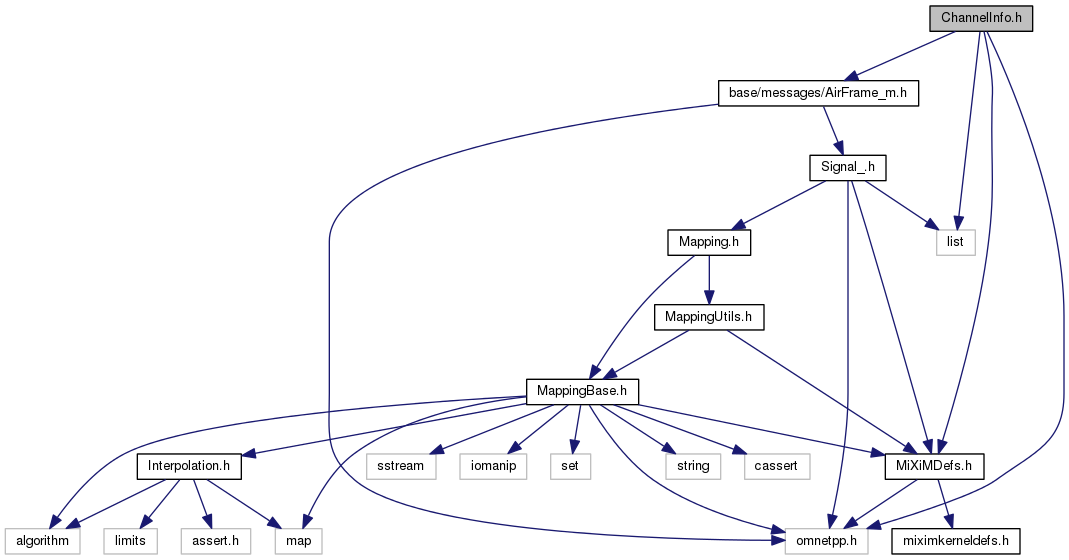 ChannelInfo.h
base/messages/AirFrame_m.h
Signal_.h
Mapping.h
list
MappingUtils.h
MappingBase.h
Interpolation.h
sstream
iomanip
set
string
cassert
MiXiMDefs.h
algorithm
limits
assert.h
map
omnetpp.h
miximkerneldefs.h